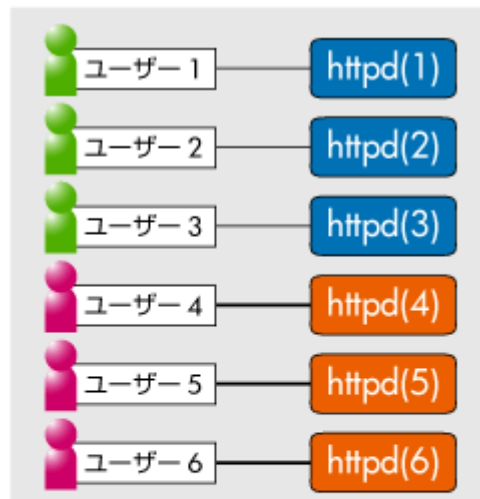 ユーザー 1 httpd(1)
ユーザー 2 httpd(2)
ユーザー 3 httpd(3)
ユーザー 4 httpd(4)
ユーザー 5 httpd(5)
ユーザー 6 httpd(6)